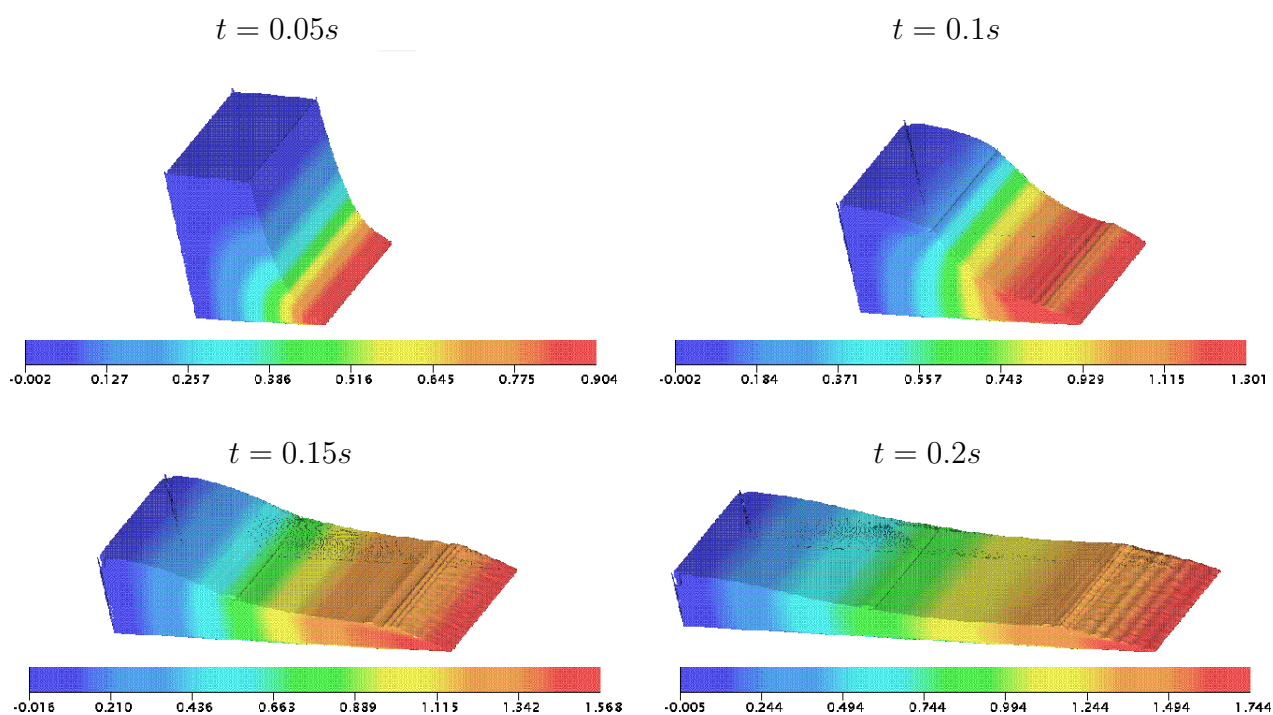 t = 0.05s
t = 0.1s
-0.002 0.127 0.257 0.386 0.516 0.645 0.775 0.904
-0.002 0.184 0.371 0.557 0.743 0.929 1.115 1.301
t = 0.15s
t = 0.2s
-0.016 0.210 0.436 0.663 0.889 1.115 1.342 1.568
-0.005 0.244 0.494 0.744 0.994 1.244 1.494 1.744